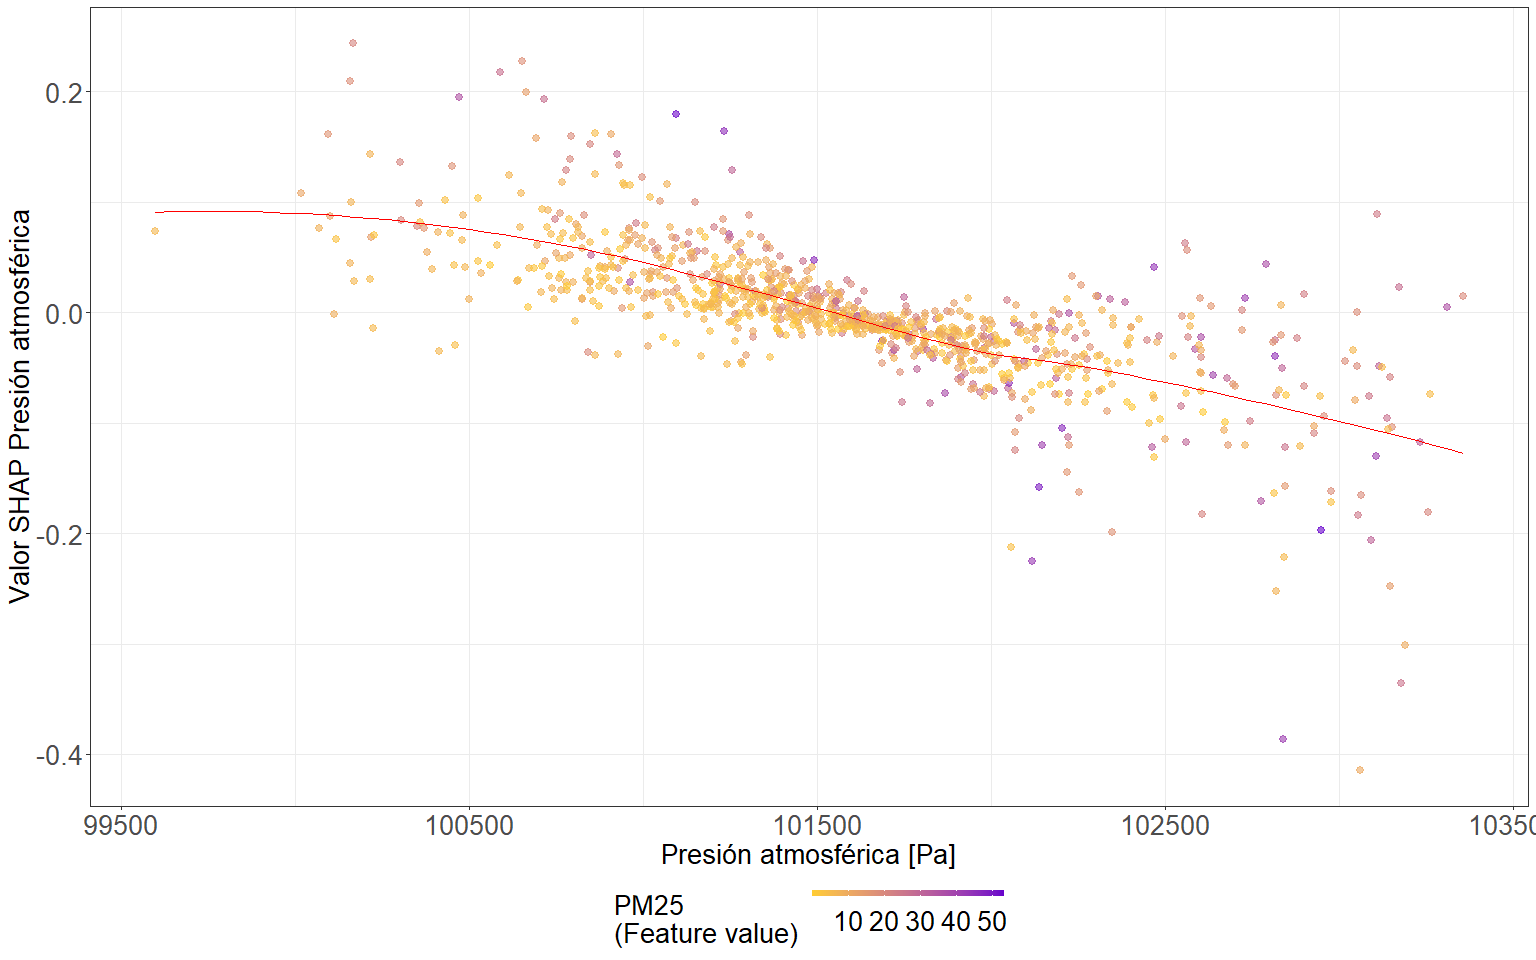 Valor SHAP Presión atmosférica
0.2
0.0
-0.2
-0.4
99500 100500 101500 102500 10350
Presión atmosférica [Pa]
PM25
(Feature value)
10 20 30 40 50